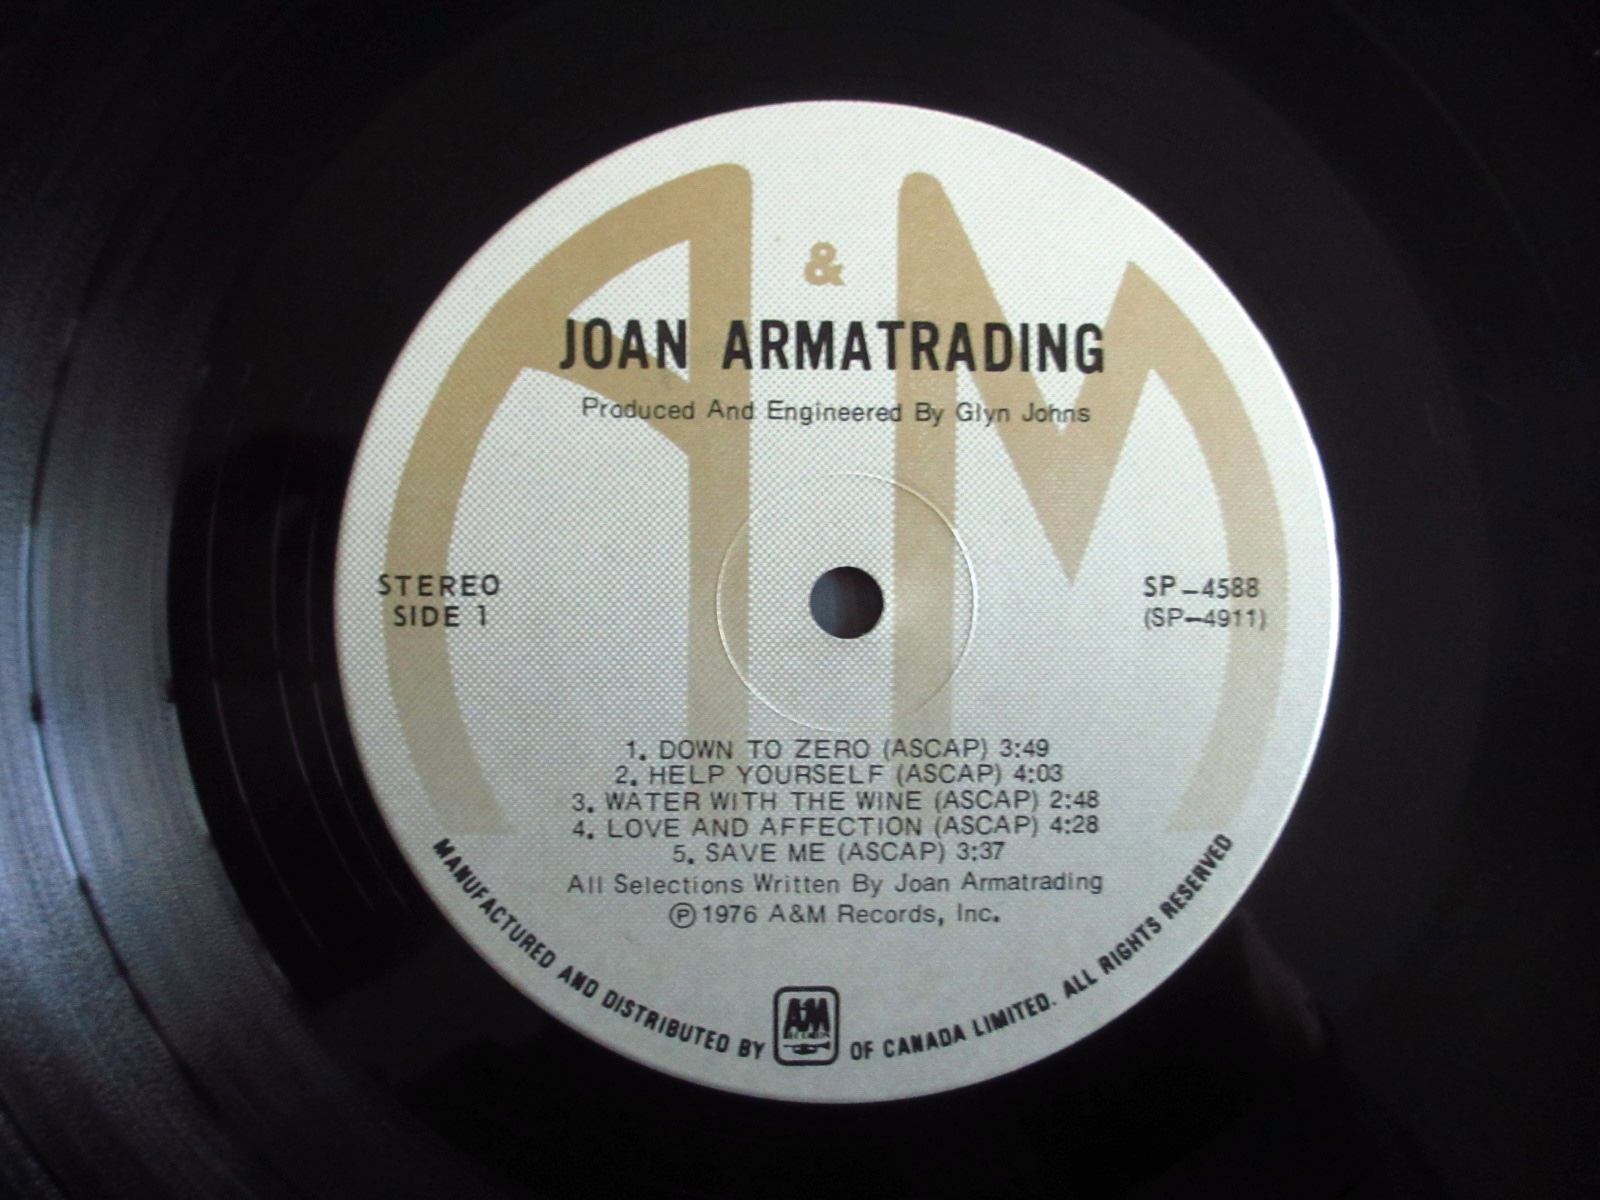 A & M
JOAN ARMATRADING
Produced And Engineered By Glyn Johns
STEREO
SIDE 1
SP-4588
(SP-4911)
1. DOWN TO ZERO (ASCAP) 3:49
2. HELP YOURSELF (ASCAP) 4:03
3. WATER WITH THE WINE (ASCAP) 2:48
4. LOVE AND AFFECTION (ASCAP) 4:28
5. SAVE ME (ASCAP) 3:37
All Selections Written By Joan Armatrading
Ⓟ 1976 A&M Records, Inc.
MANUFACTURED AND DISTRIBUTED BY A&M RECORDS OF CANADA LIMITED. ALL RIGHTS RESERVED